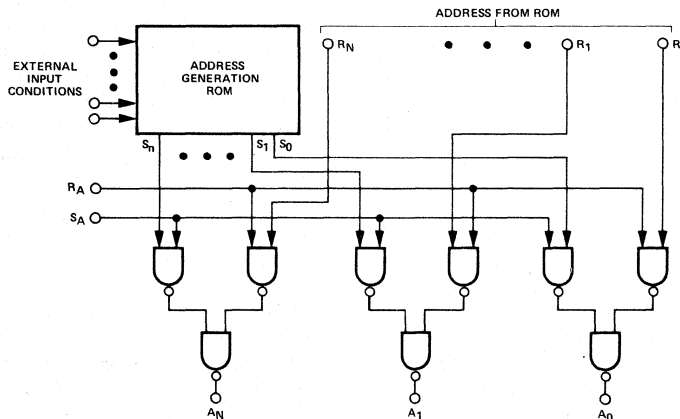 ADDRESS FROM ROM
EXTERNAL
INPUT
CONDITIONS
ADDRESS
GENERATION
ROM
RN
R1
R
Sn
S1
S0
RA
SA
AN
A1
A0